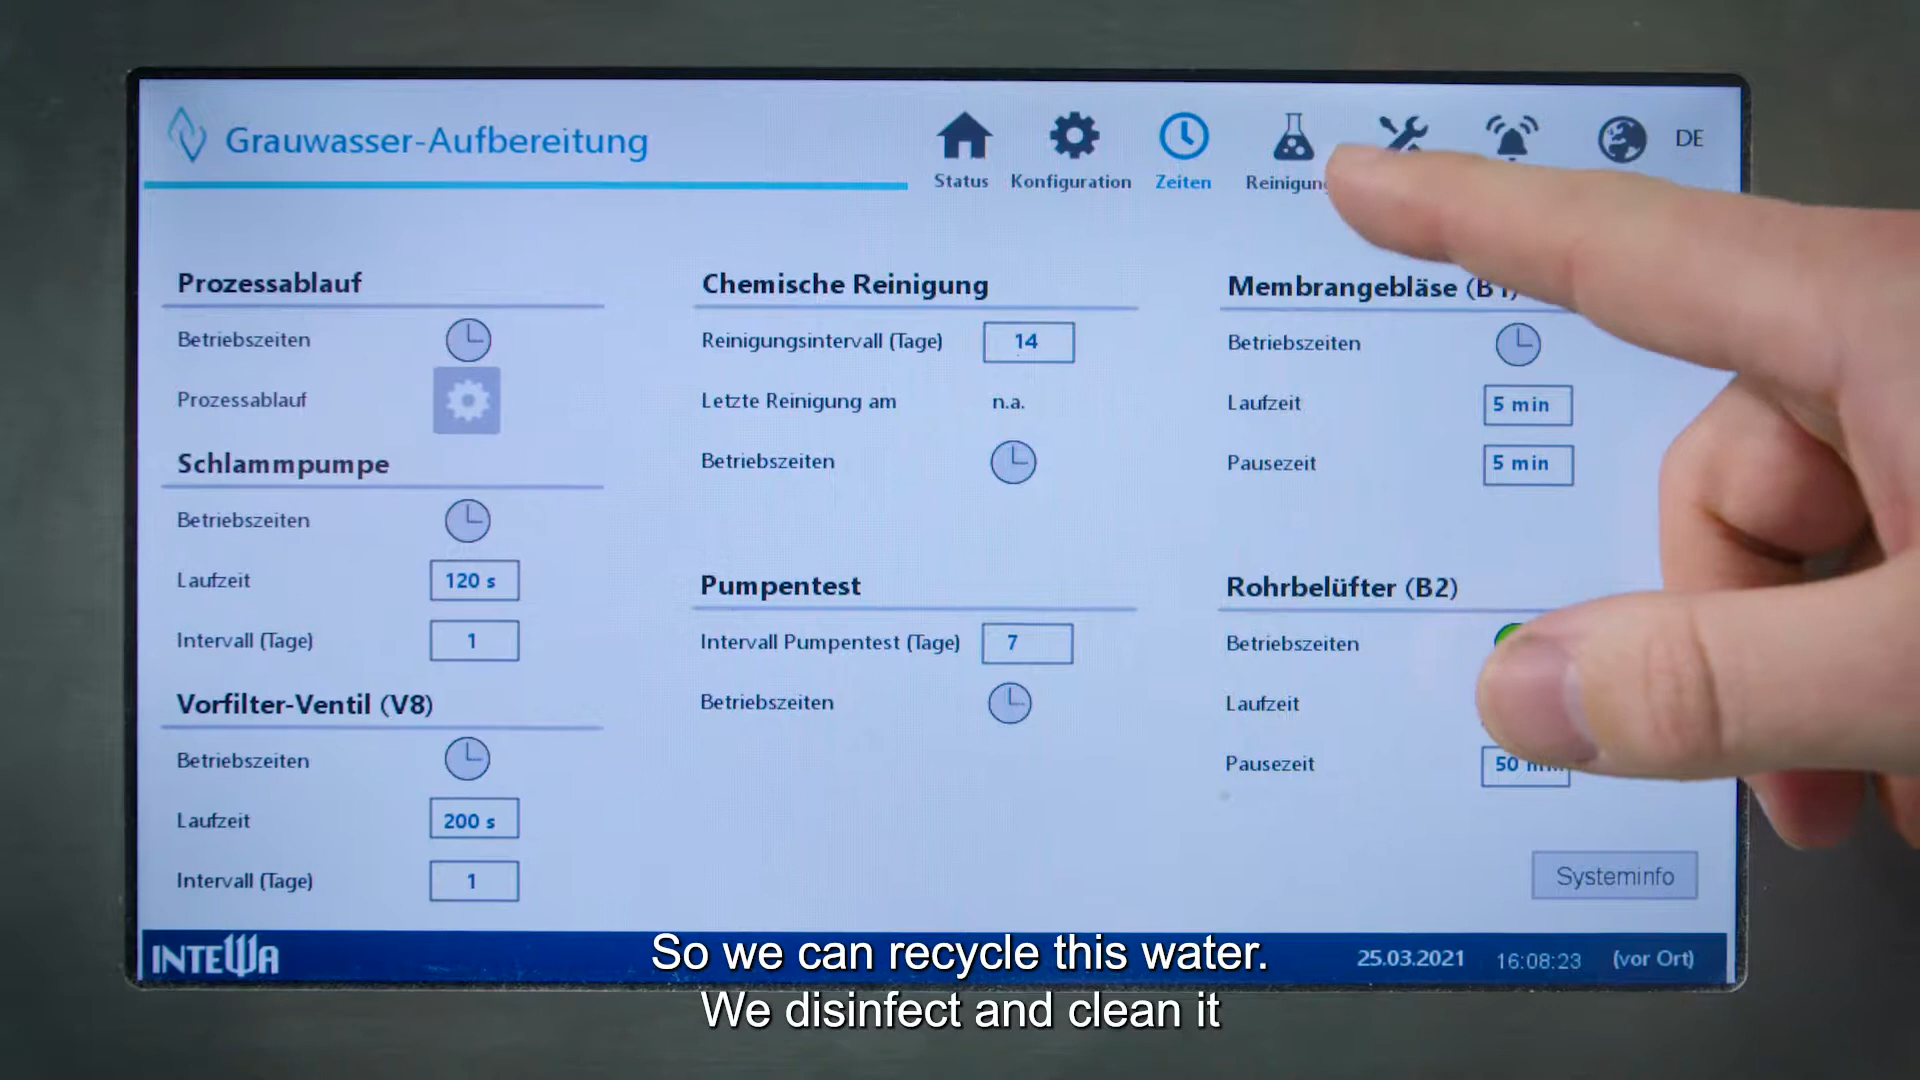 Grauwasser-Aufbereitung
Status
Konfiguration
Zeiten
Reinigung
DE
Prozessablauf
Betriebszeiten
Prozessablauf
Schlammpumpe
Betriebszeiten
Laufzeit
120 s
Intervall (Tage)
1
Vorfilter-Ventil (V8)
Betriebszeiten
Laufzeit
200 s
Intervall (Tage)
1
Chemische Reinigung
Reinigungsintervall (Tage)
14
Letzte Reinigung am
n.a.
Betriebszeiten
Pumpentest
Intervall Pumpentest (Tage)
7
Betriebszeiten
Membrangebläse (B1)
Betriebszeiten
Laufzeit
5 min
Pausezeit
5 min
Rohrbelüfter (B2)
Betriebszeiten
Laufzeit
Pausezeit
50
Systeminfo
INTEWA
25.03.2021
16:08:23
(vor Ort)
So we can recycle this water.
We disinfect and clean it